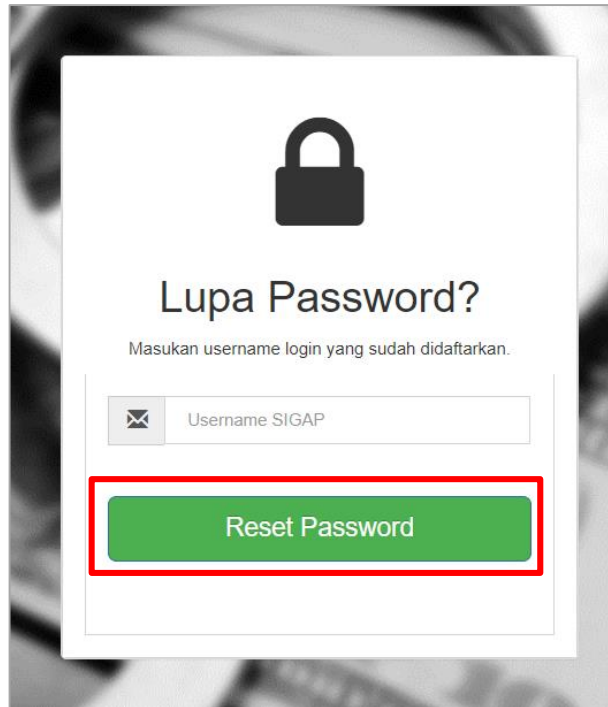 Lupa Password?
Masukan username login yang sudah didaftarkan.
Username SIGAP
Reset Password